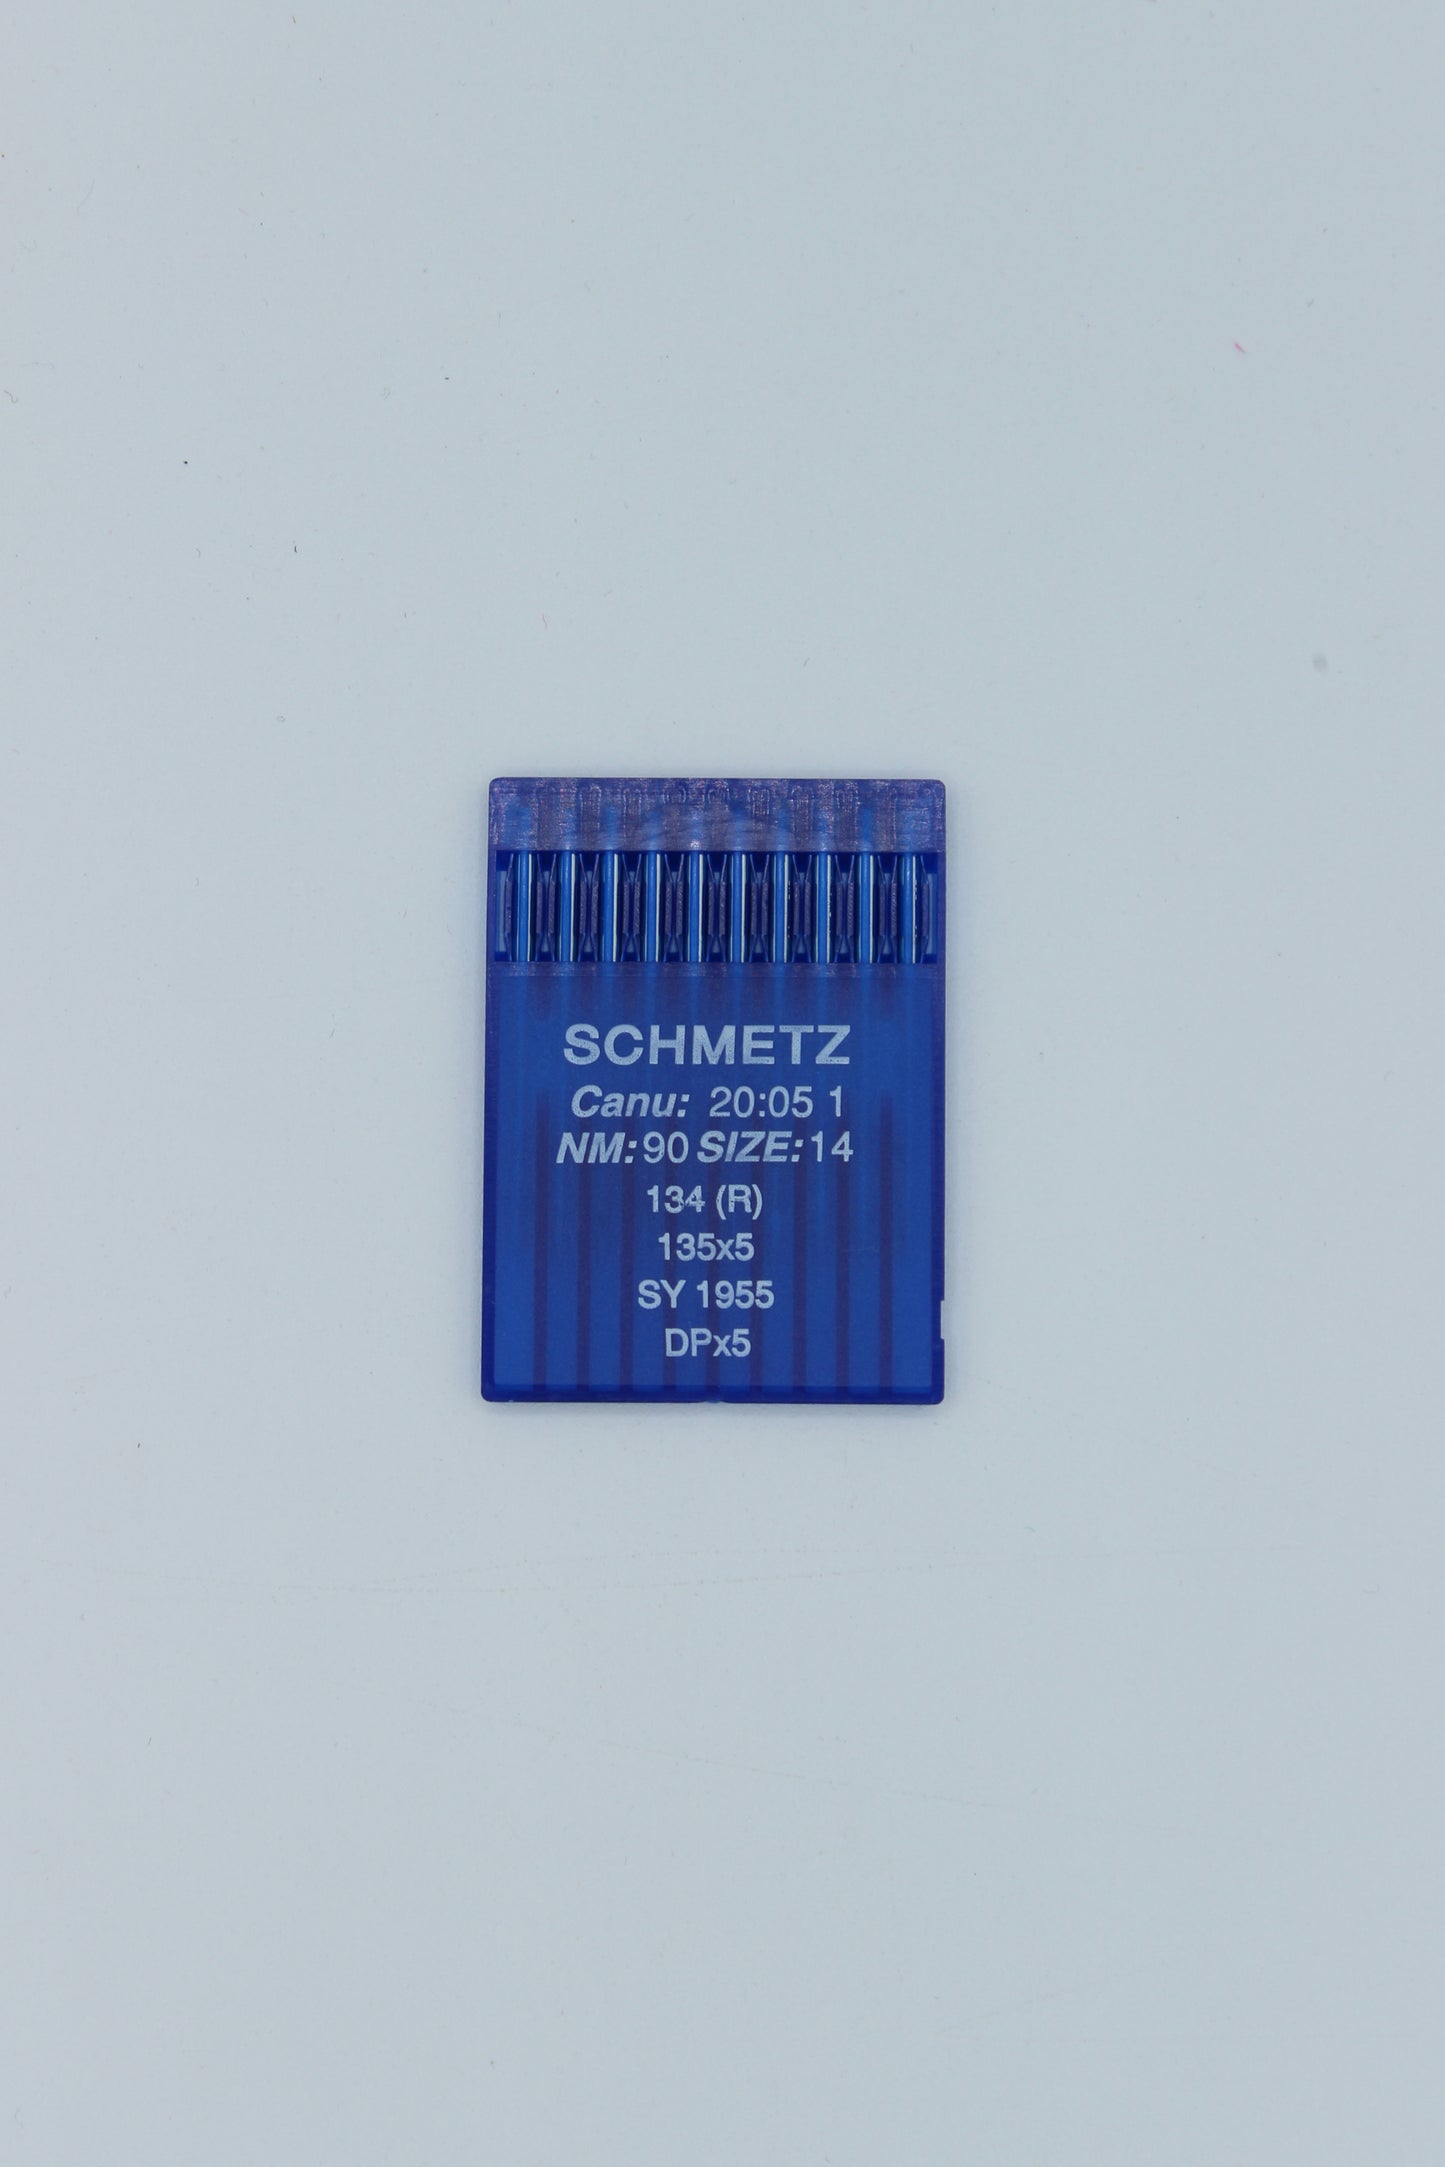 SCHMETZ
Canu: 20:05 1
NM: 90 SIZE: 14
134 (R)
135x5
SY 1955
DPx5